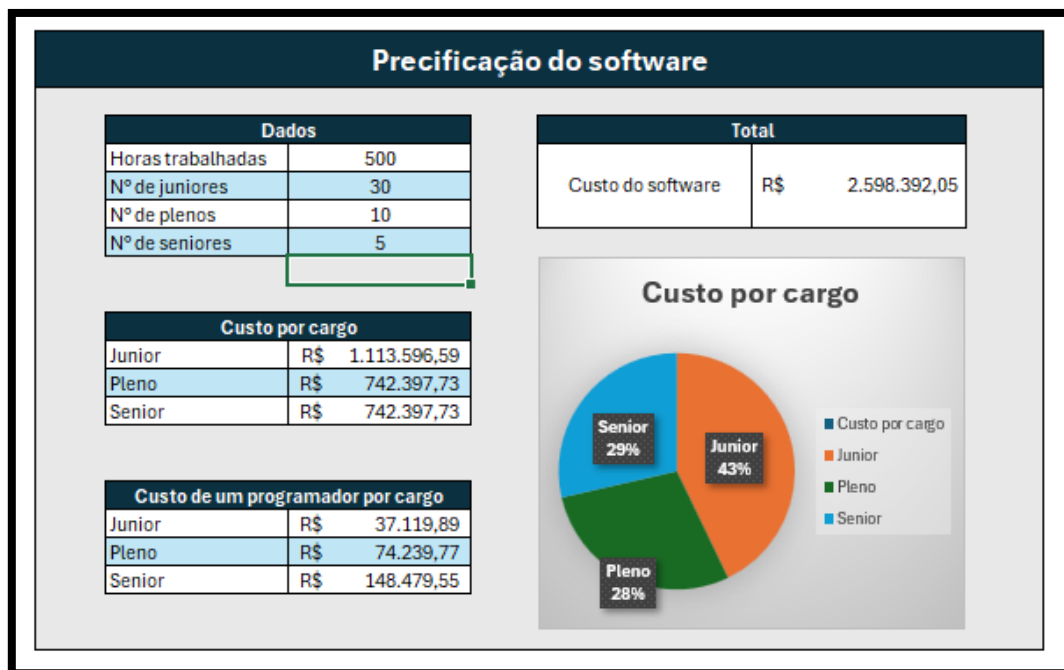 Precificação do software
Dados
Horas trabalhadas 500
N° de juniores 30
N° de plenos 10
N° de seniores 5
Total
Custo do software R$ 2.598.392,05
Custo por cargo
Junior R$ 1.113.596,59
Pleno R$ 742.397,73
Senior R$ 742.397,73
Custo de um programador por cargo
Junior R$ 37.119,89
Pleno R$ 74.239,77
Senior R$ 148.479,55
Custo por cargo
Senior
29%
Junior
43%
Pleno
28%
Custo por cargo
Junior
Pleno
Senior